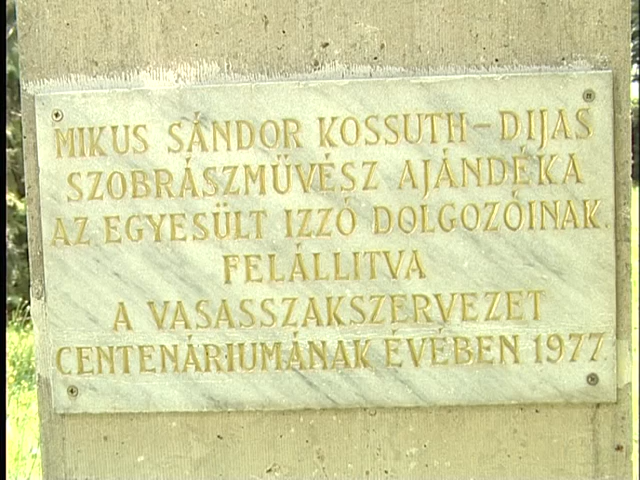 MIKUS SÁNDOR KOSSUTH-DIJAS
SZOBRÁSZMŰVÉSZ AJÁNDÉKA
AZ EGYESÜLT IZZÓ DOLGOZÓINAK.
FELÁLLITVA
A VASASSZAKSZERVEZET
CENTENÁRIUMÁNAK ÉVÉBEN 1977.